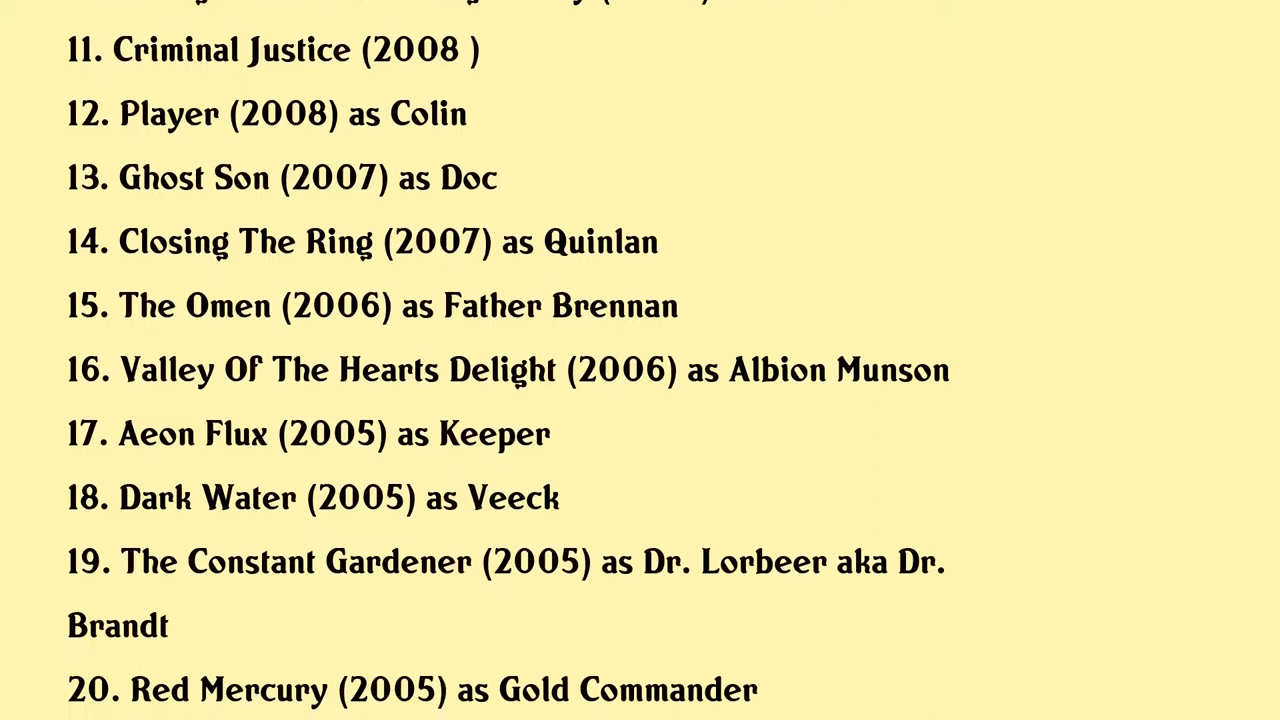 11. Criminal Justice (2008 )
12. Player (2008) as Colin
13. Ghost Son (2007) as Doc
14. Closing The Ring (2007) as Quinlan
15. The Omen (2006) as Father Brennan
16. Valley Of The Hearts Delight (2006) as Albion Munson
17. Aeon Flux (2005) as Keeper
18. Dark Water (2005) as Veeck
19. The Constant Gardener (2005) as Dr. Lorbeer aka Dr.
Brandt
20. Red Mercury (2005) as Gold Commander